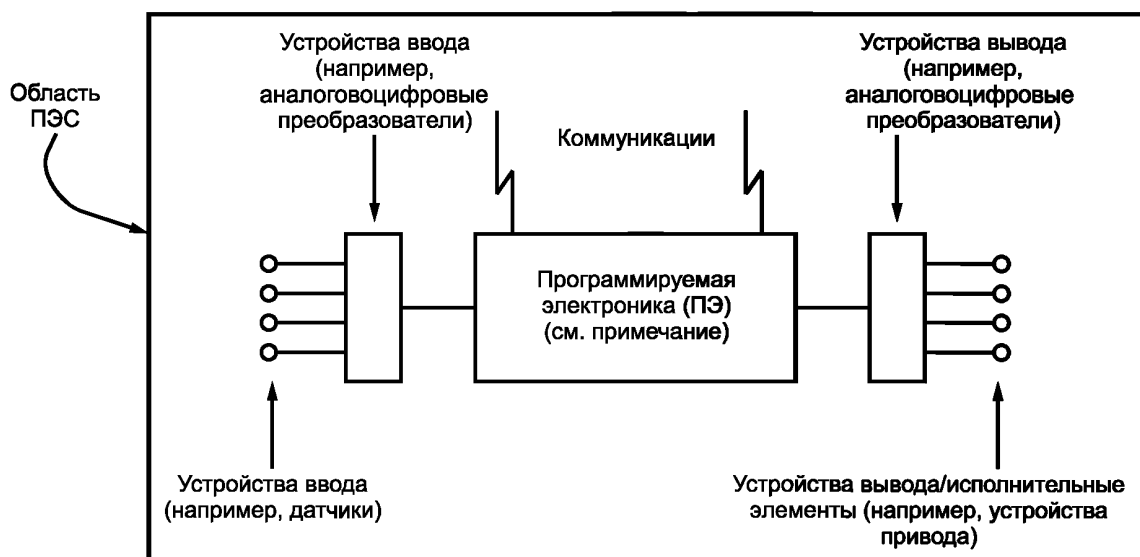 Область
ПЭС
Устройства ввода
(например,
аналоговоцифровые
преобразователи)
Коммуникации
Устройства вывода
(например,
аналоговоцифровые
преобразователи)
Программируемая
электроника (ПЭ)
(см. примечание)
Устройства ввода
(например, датчики)
Устройства вывода/исполнительные
элементы (например, устройства
привода)